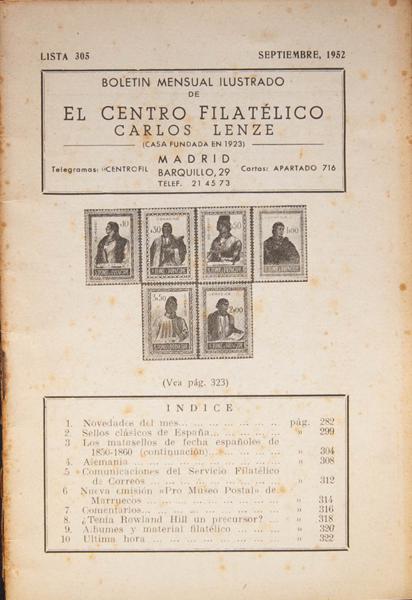 LISTA 305 SEPTIEMBRE, 1952
BOLETIN MENSUAL ILUSTRADO
DE
EL CENTRO FILATÉLICO
CARLOS LENZE
(CASA FUNDADA EN 1923)
MADRID
Telegramas: «CENTROFIL BARQUILLO, 29 Cartas: APARTADO 716
TELEF. 21 45 73
(Vea pág. 323)
INDICE
1. Novedades del mes... ... ... ... ... ... pág. 282
2. Sellos clásicos de España... ... ... ... ... » 299
3 Los matasellos de fecha españoles de
1850-1860 (continuación). ... ... ... ... » 304
4. Alemania ... ... ... ... ... ... ... ... » 308
5 Comunicaciones del Servicio Filatélico
de Correos ... ... ... ... ... ... ... » 312
6 Nueva emisión «Pro Museo Postal» de
Marruecos ... ... ... ... ... ... ... » 314
7. Comentarios... ... ... ... ... ... ... ... » 316
8. ¿Tenía Rowland Hill un precursor? ... ... » 318
9. Albumes y material filatélico ... ... ... » 320
10 Ultima hora ... ... ... ... ... ... ... » 322